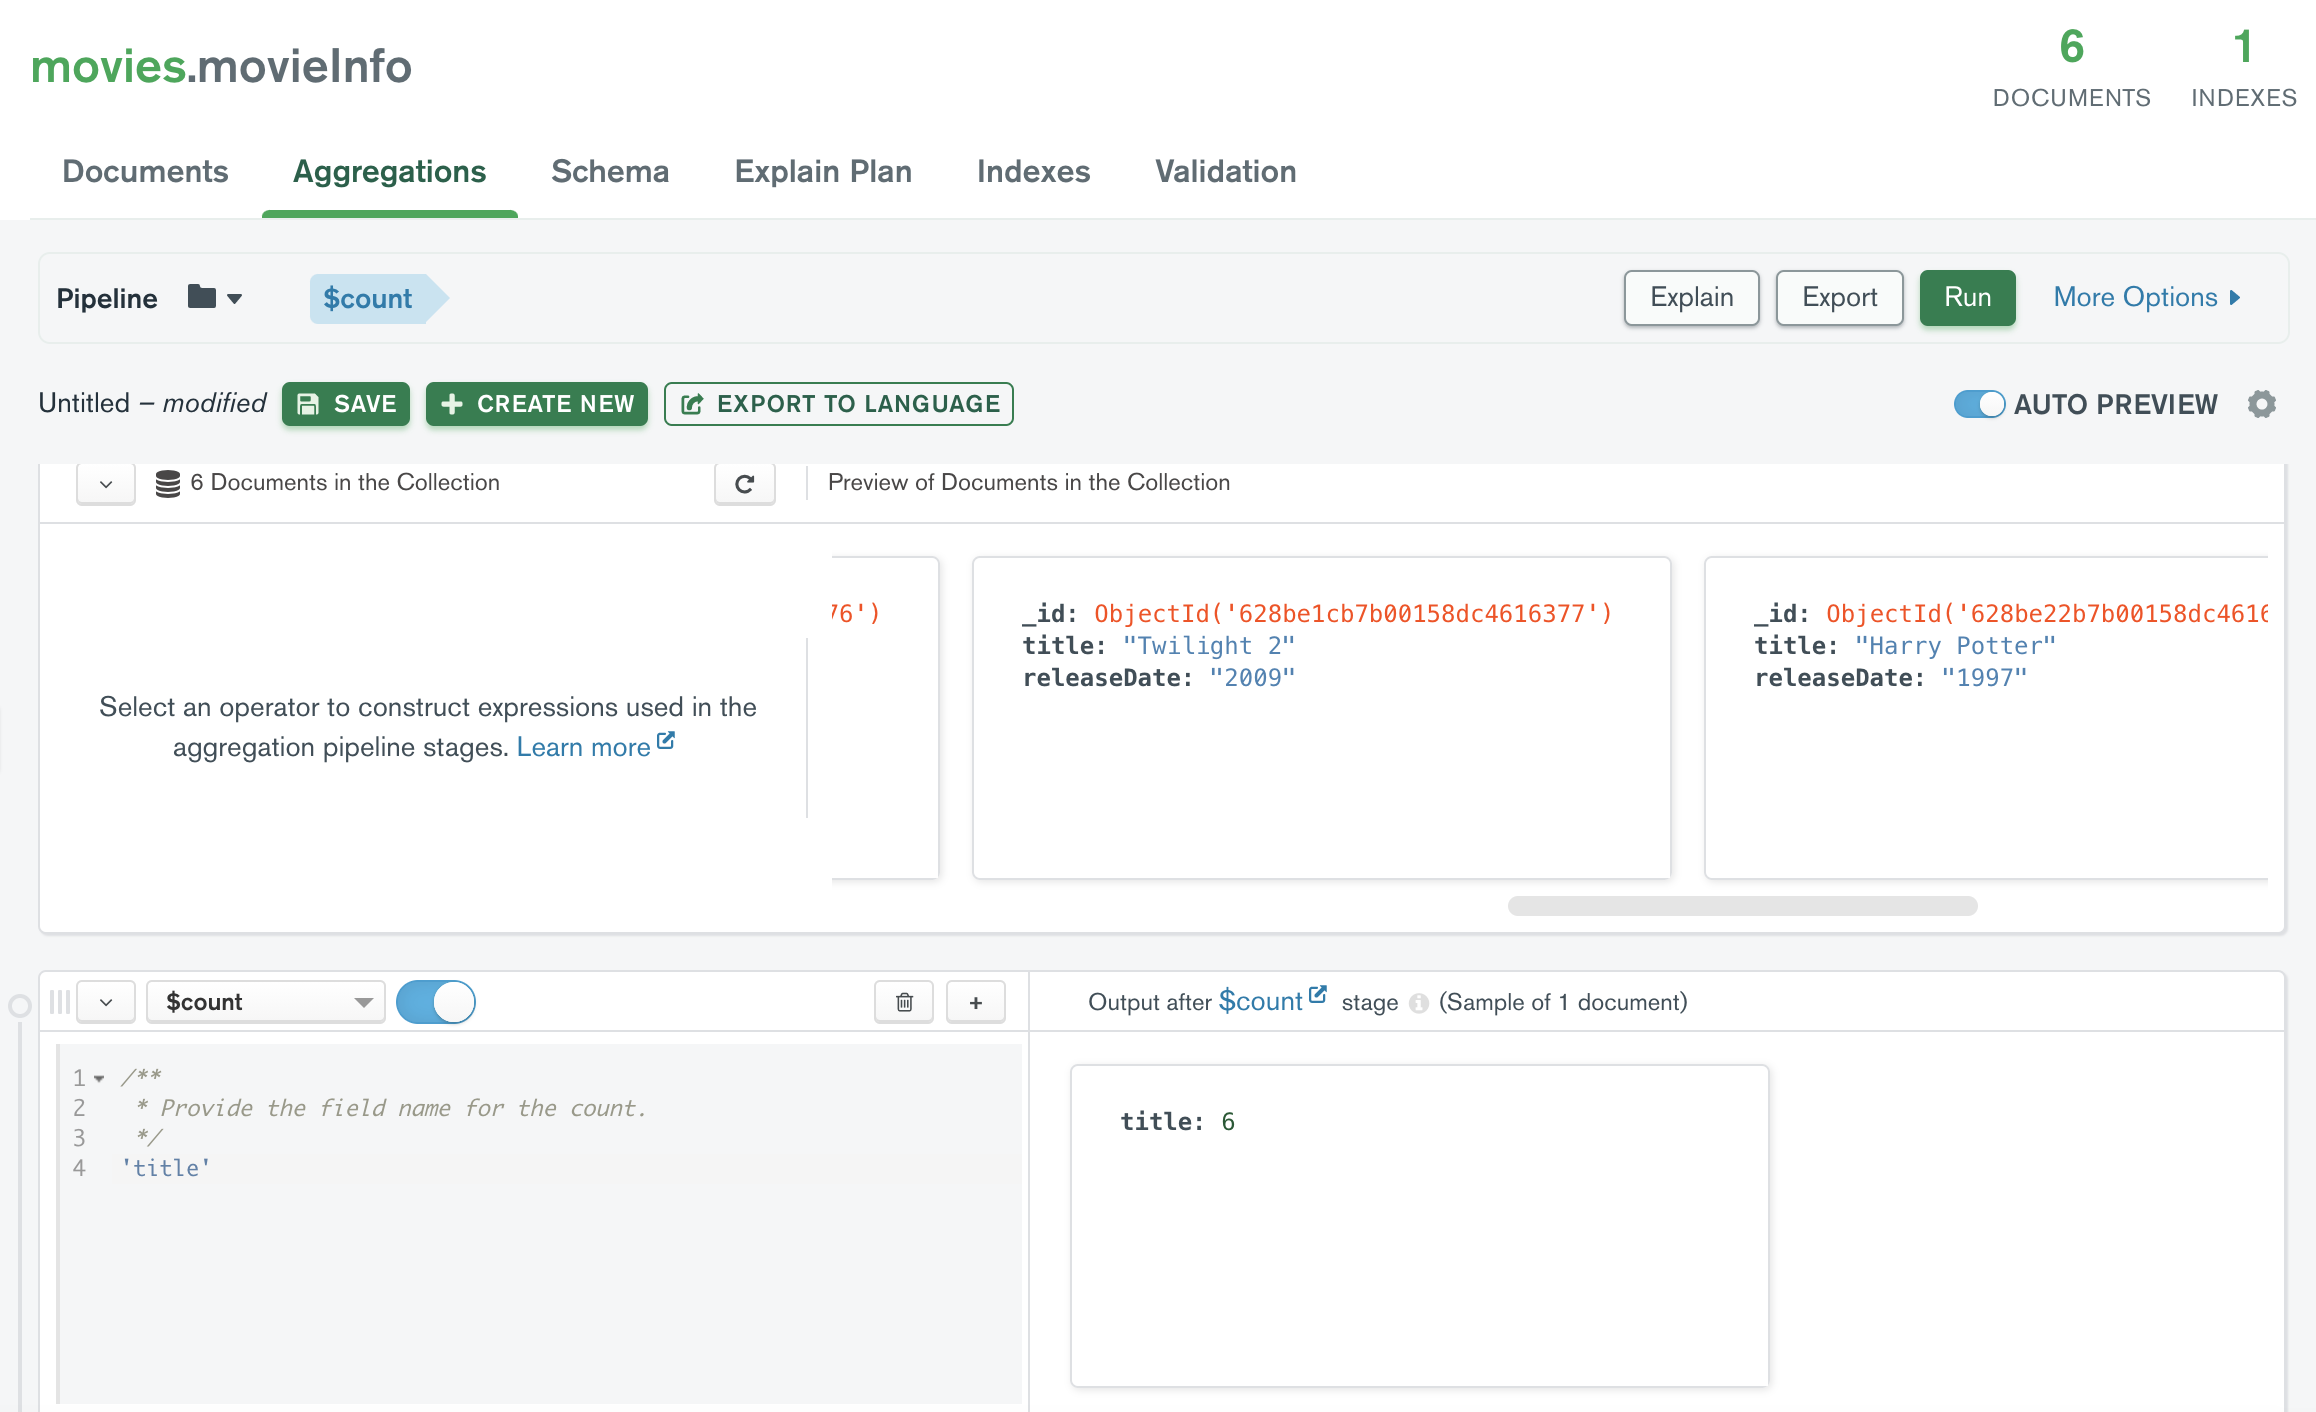 movies.movieInfo
6
DOCUMENTS
1
INDEXES
Documents Aggregations Schema Explain Plan Indexes Validation
Pipeline $count Explain Export Run More Options
Untitled – modified SAVE CREATE NEW EXPORT TO LANGUAGE AUTO PREVIEW
6 Documents in the Collection
Preview of Documents in the Collection
Select an operator to construct expressions used in the
aggregation pipeline stages. Learn more
76')
_id: ObjectId('628be1cb7b00158dc4616377')
title: "Twilight 2"
releaseDate: "2009"
_id: ObjectId('628be22b7b00158dc4616
title: "Harry Potter"
releaseDate: "1997"
$count
Output after $count stage (Sample of 1 document)
1 /**
2 * Provide the field name for the count.
3 */
4 'title'
title: 6